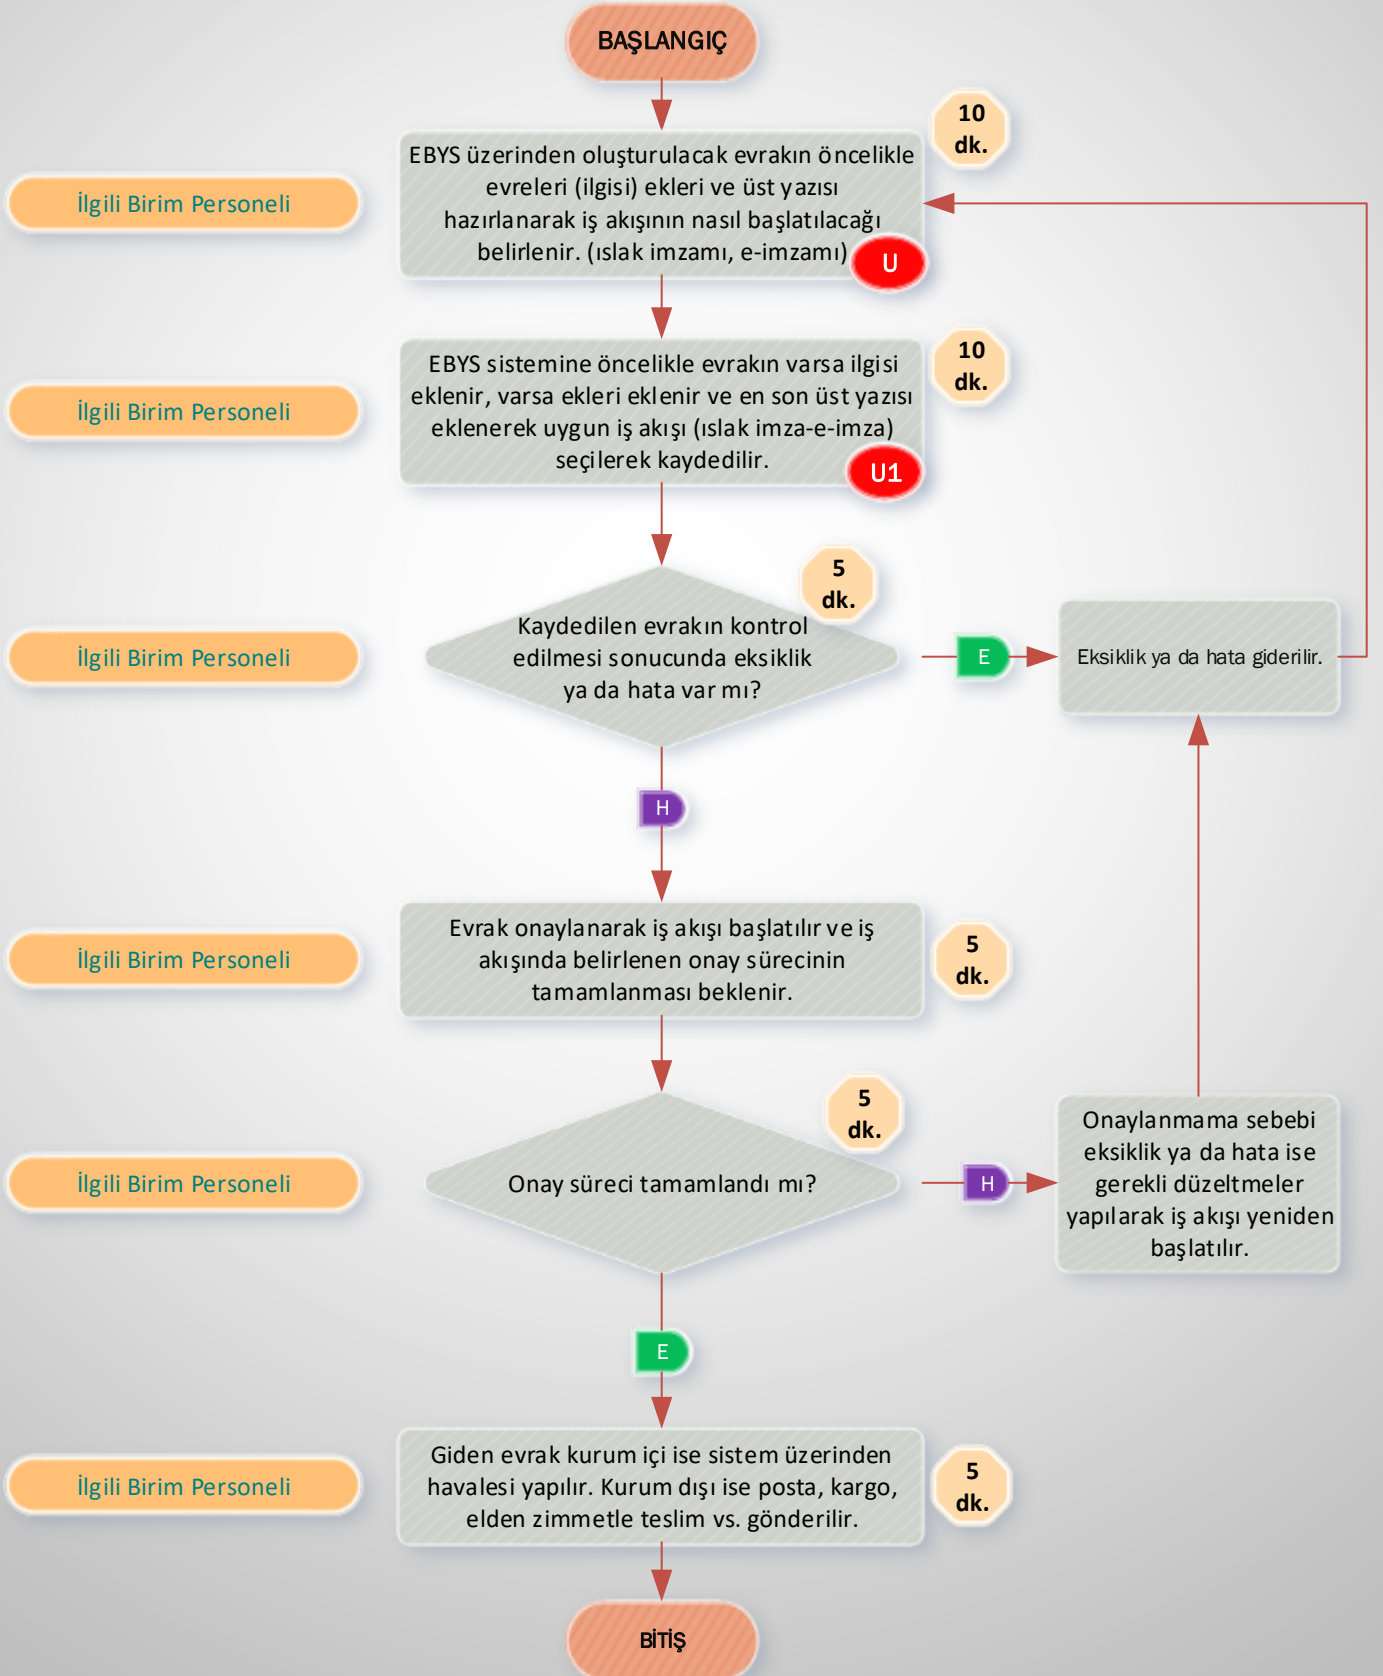 BAŞLANGIÇ
10
dk.
İlgili Birim Personeli
EBYS üzerinden oluşturulacak evrakın öncelikle
evreleri (ilgisi) ekleri ve üst yazısı
hazırlanarak iş akışının nasıl başlatılacağı
belirlenir. (ıslak imzamı, e-imzamı)
U
10
dk.
İlgili Birim Personeli
EBYS sistemine öncelikle evrakın varsa ilgisi
eklenir, varsa ekleri eklenir ve en son üst yazısı
eklenerek uygun iş akışı (ıslak imza-e-imza)
seçilerek kaydedilir.
U1
5
dk.
İlgili Birim Personeli
Kaydedilen evrakın kontrol
edilmesi sonucunda eksiklik
ya da hata var mı?
E
Eksiklik ya da hata giderilir.
H
İlgili Birim Personeli
Evrak onaylanarak iş akışı başlatılır ve iş
akışında belirlenen onay sürecinin
tamamlanması beklenir.
5
dk.
5
dk.
İlgili Birim Personeli
Onay süreci tamamlandı mı?
H
Onaylanmama sebebi
eksiklik ya da hata ise
gerekli düzeltmeler
yapılarak iş akışı yeniden
başlatılır.
E
İlgili Birim Personeli
Giden evrak kurum içi ise sistem üzerinden
havalesi yapılır. Kurum dışı ise posta, kargo,
elden zimmetle teslim vs. gönderilir.
5
dk.
BİTİŞ